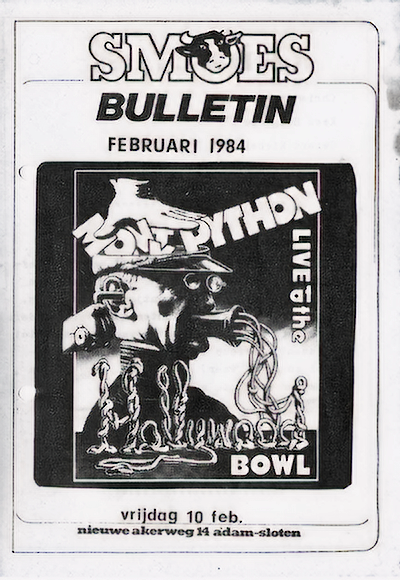 SMOES
BULLETIN
FEBRUARI 1984
MONTY PYTHON
LIVE at the
Hollywood
BOWL
vrijdag 10 feb.
nieuwe akerweg 14 adam-sloten